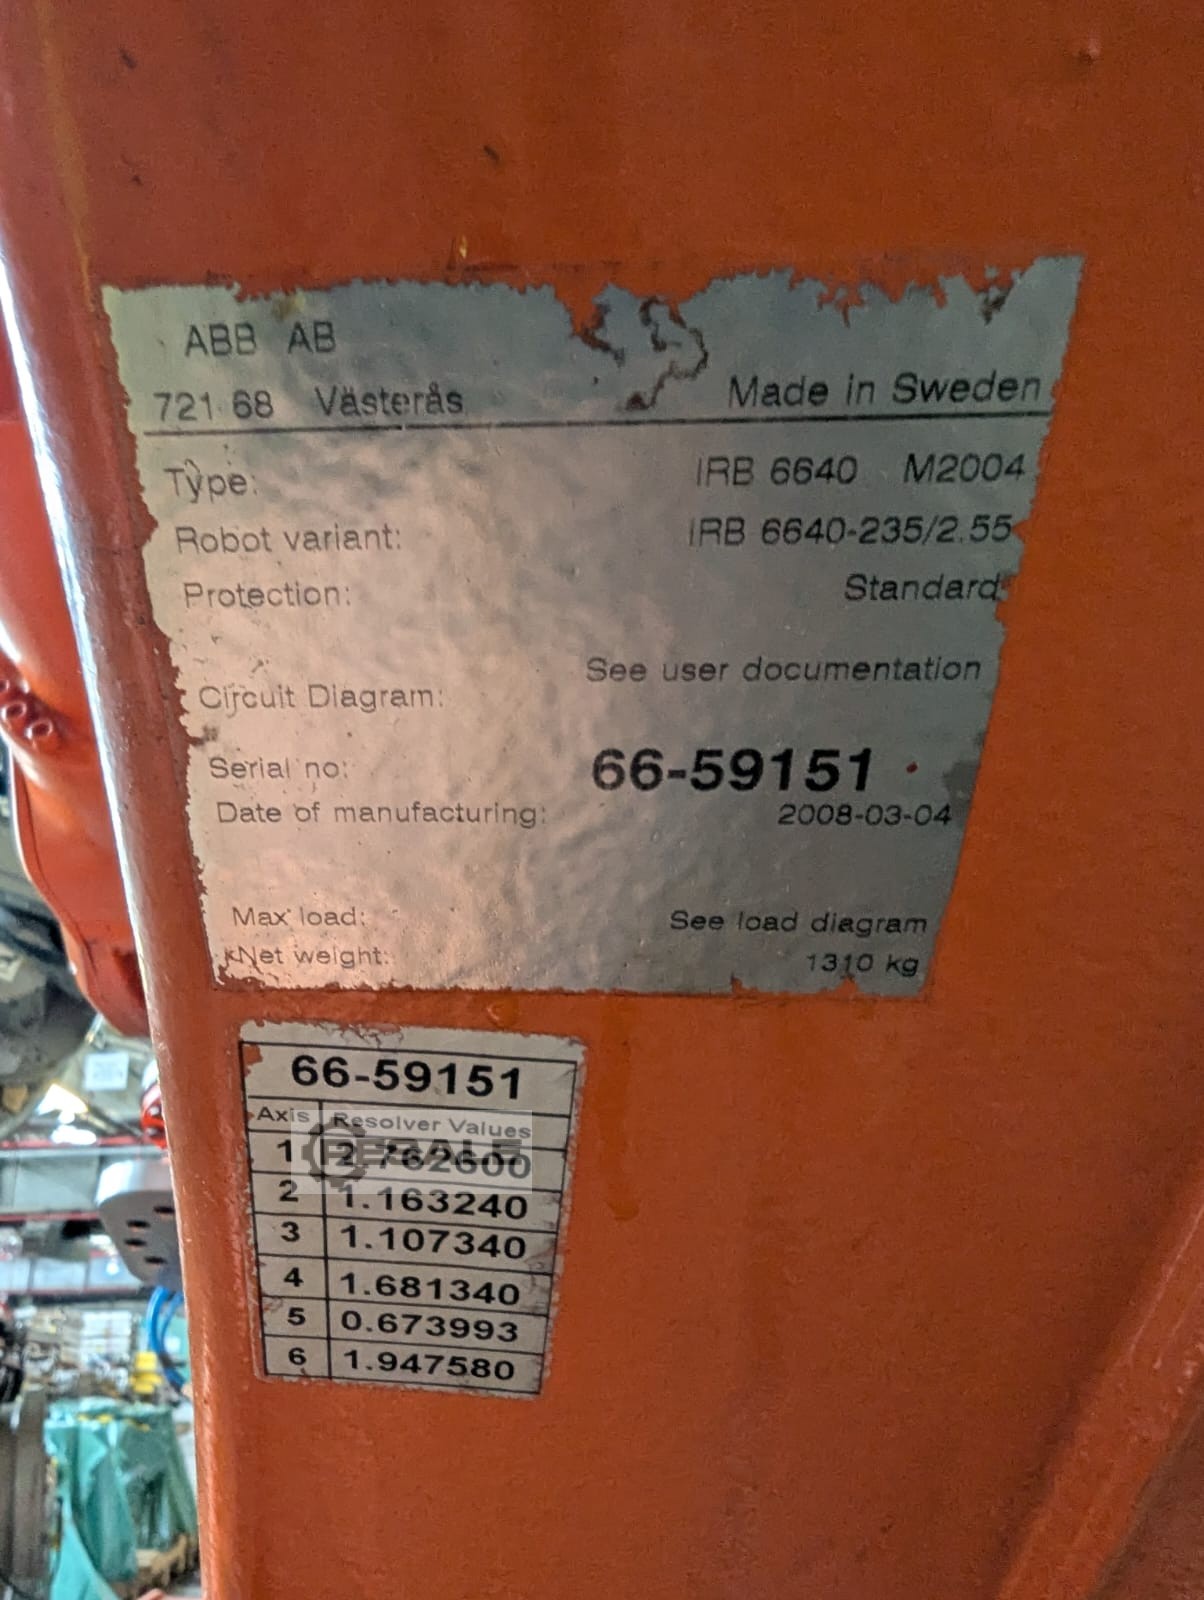 ABB AB
721 68 Västerås Made in Sweden
Type: IRB 6640 M2004
Robot variant: IRB 6640-235/2.55
Protection: Standard
Circuit Diagram: See user documentation
Serial no: 66-59151
Date of manufacturing: 2008-03-04
Max load: See load diagram
Net weight: 1310 kg
66-59151
Axis Resolver Values
1 2.762600
2 1.163240
3 1.107340
4 1.681340
5 0.673993
6 1.947580